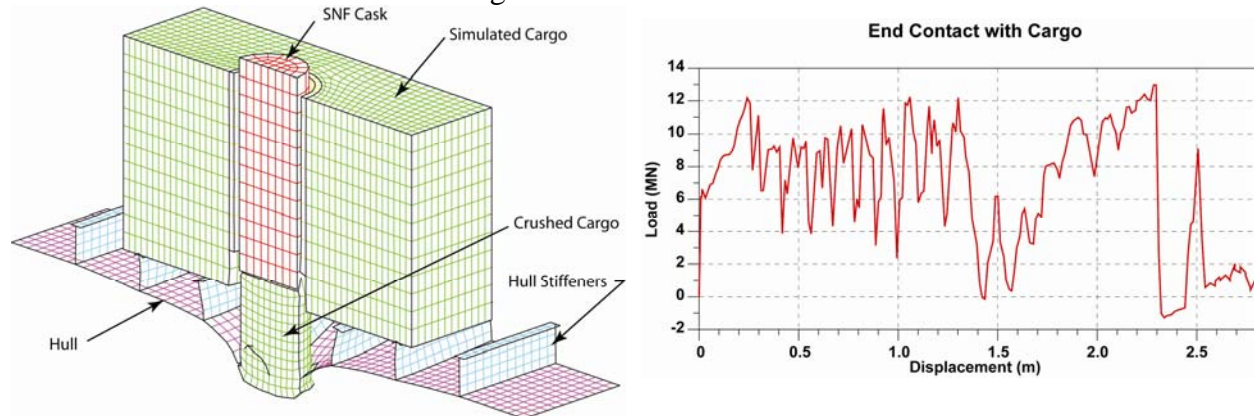 SNF Cask
Simulated Cargo
Crushed Cargo
Hull Stiffeners
Hull
End Contact with Cargo
Load (MN)
14
12
10
8
6
4
2
0
-2
0 0.5 1.0 1.5 2.0 2.5
Displacement (m)